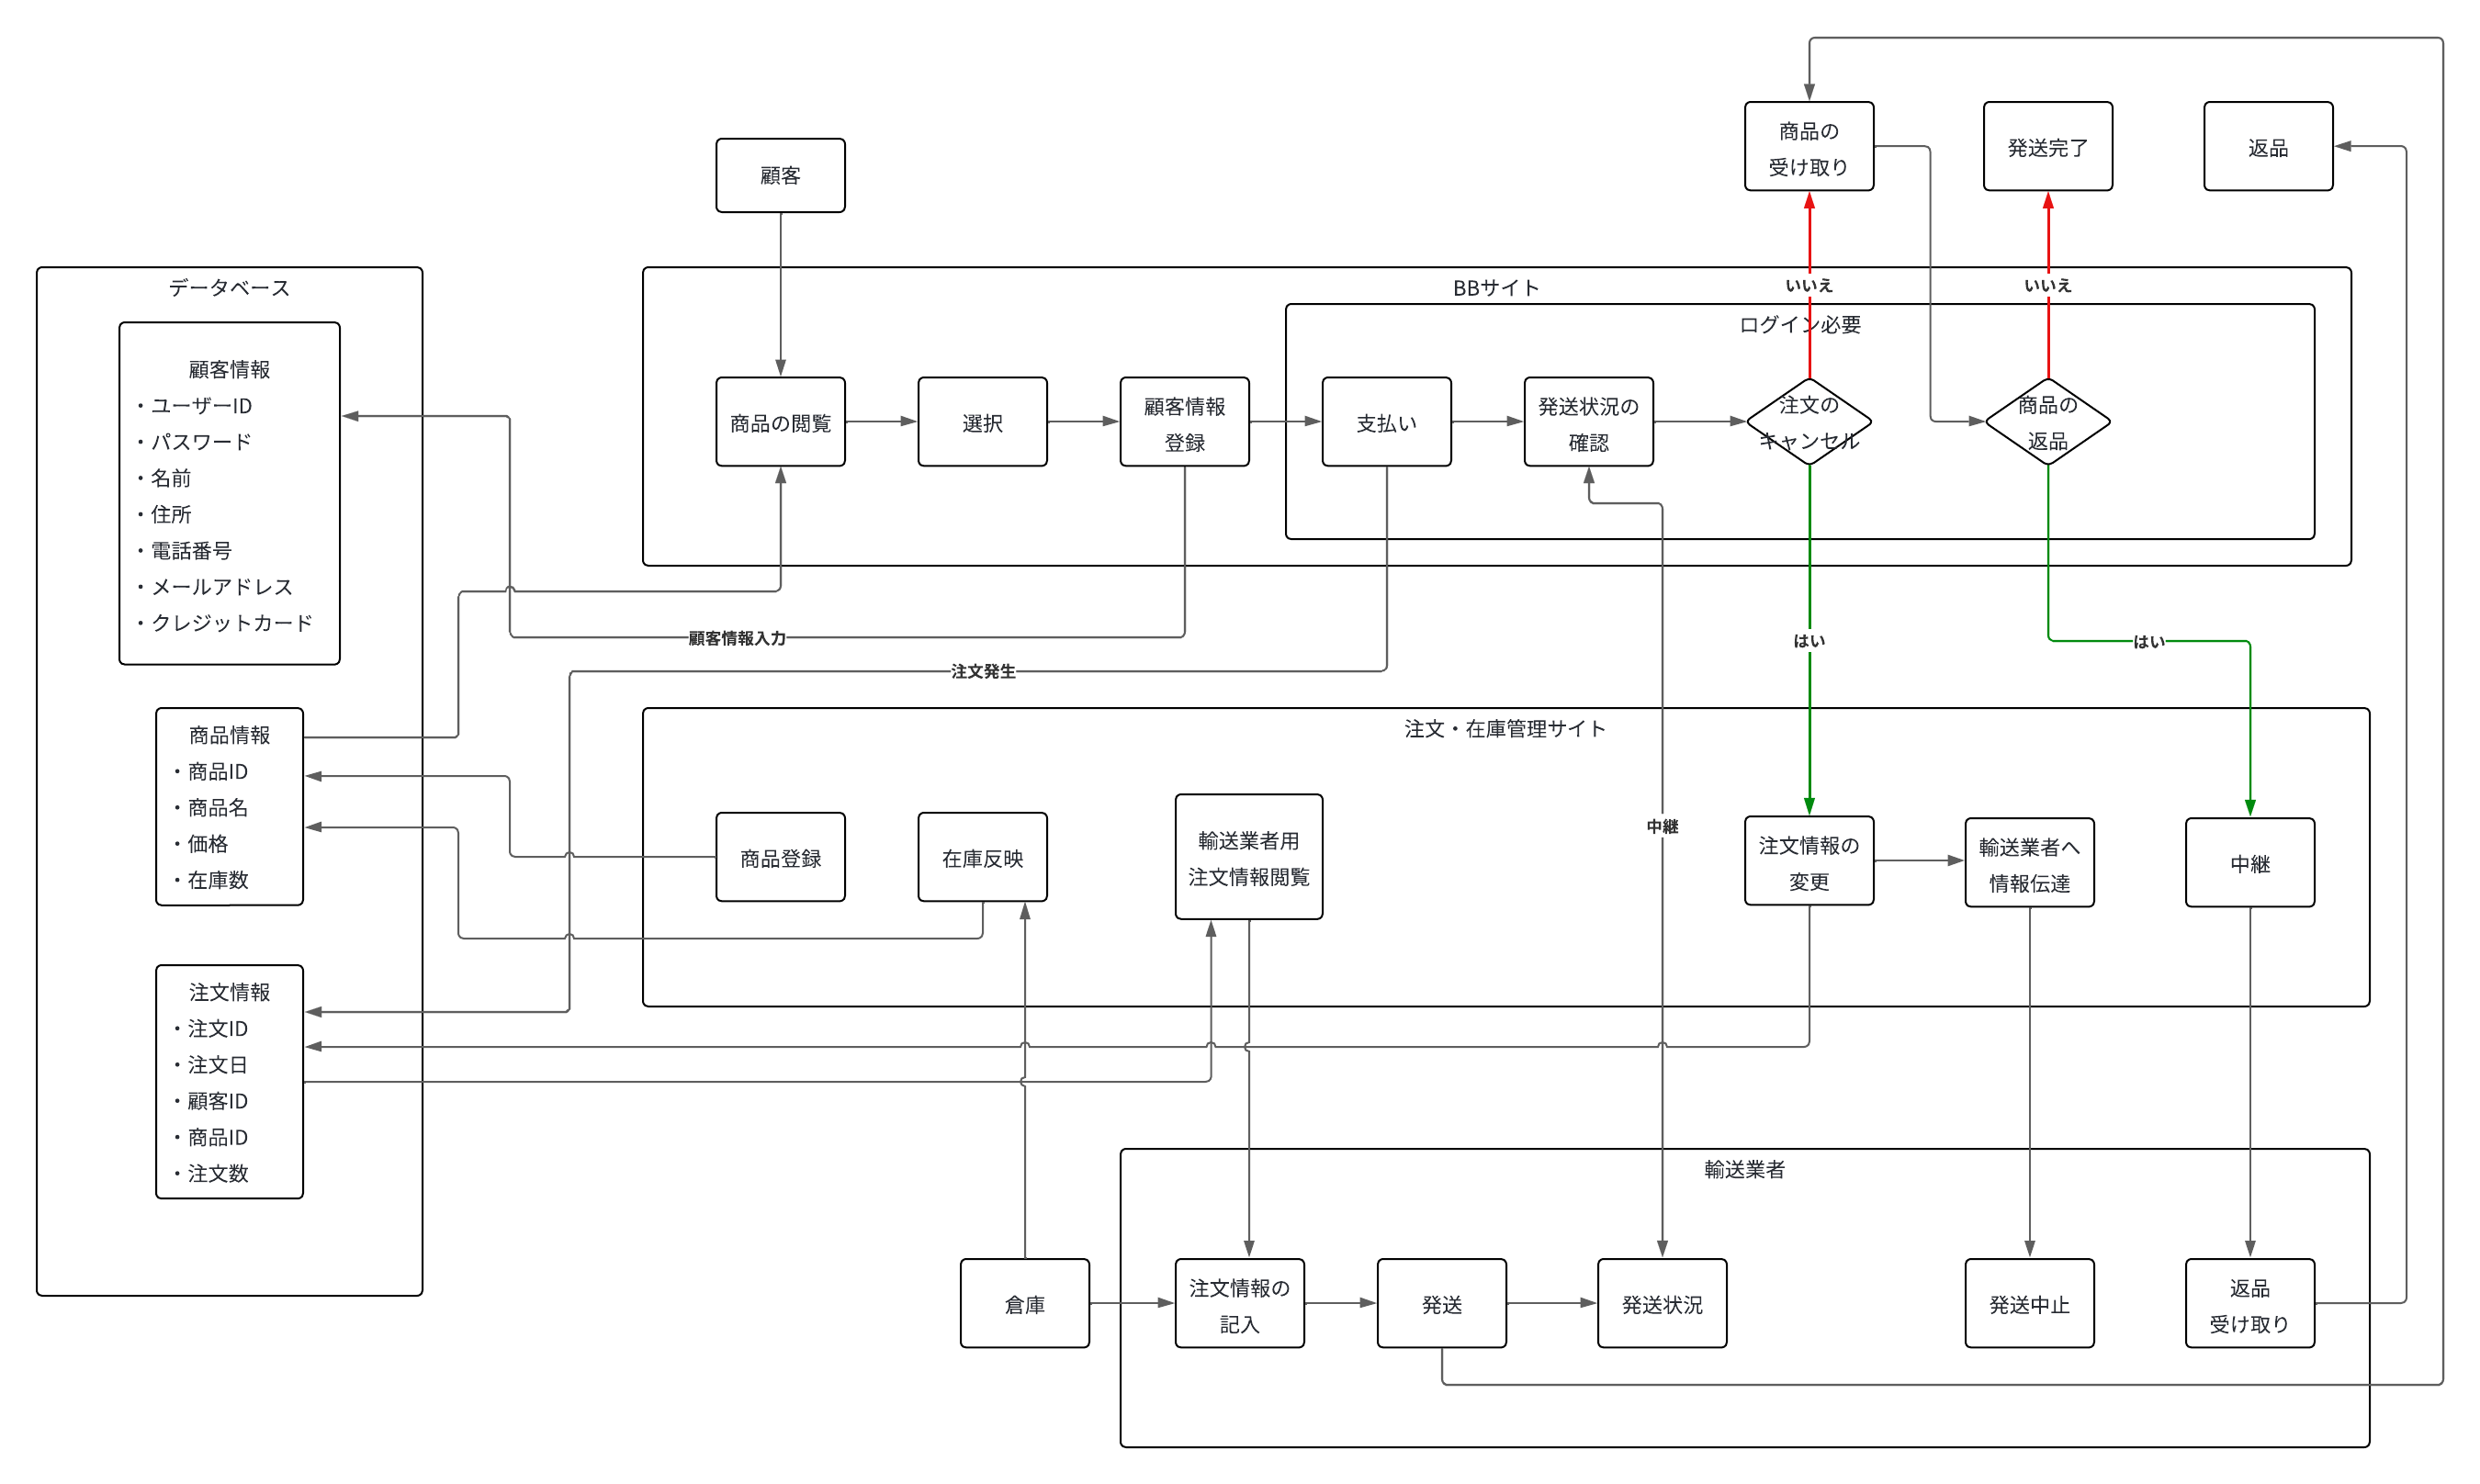 商品の
受け取り
発送完了
返品
顧客
データベース
顧客情報
・ユーザーID
・パスワード
・名前
・住所
・電話番号
・メールアドレス
・クレジットカード
商品情報
・商品ID
・商品名
・価格
・在庫数
注文情報
・注文ID
・注文日
・顧客ID
・商品ID
・注文数
BBサイト
いいえ
いいえ
ログイン必要
商品の閲覧
選択
顧客情報
登録
支払い
発送状況の
確認
注文の
キャンセル
商品の
返品
顧客情報入力
注文発生
はい
はい
注文・在庫管理サイト
中継
商品登録
在庫反映
輸送業者用
注文情報閲覧
注文情報の
変更
輸送業者へ
情報伝達
中継
輸送業者
倉庫
注文情報の
記入
発送
発送状況
発送中止
返品
受け取り